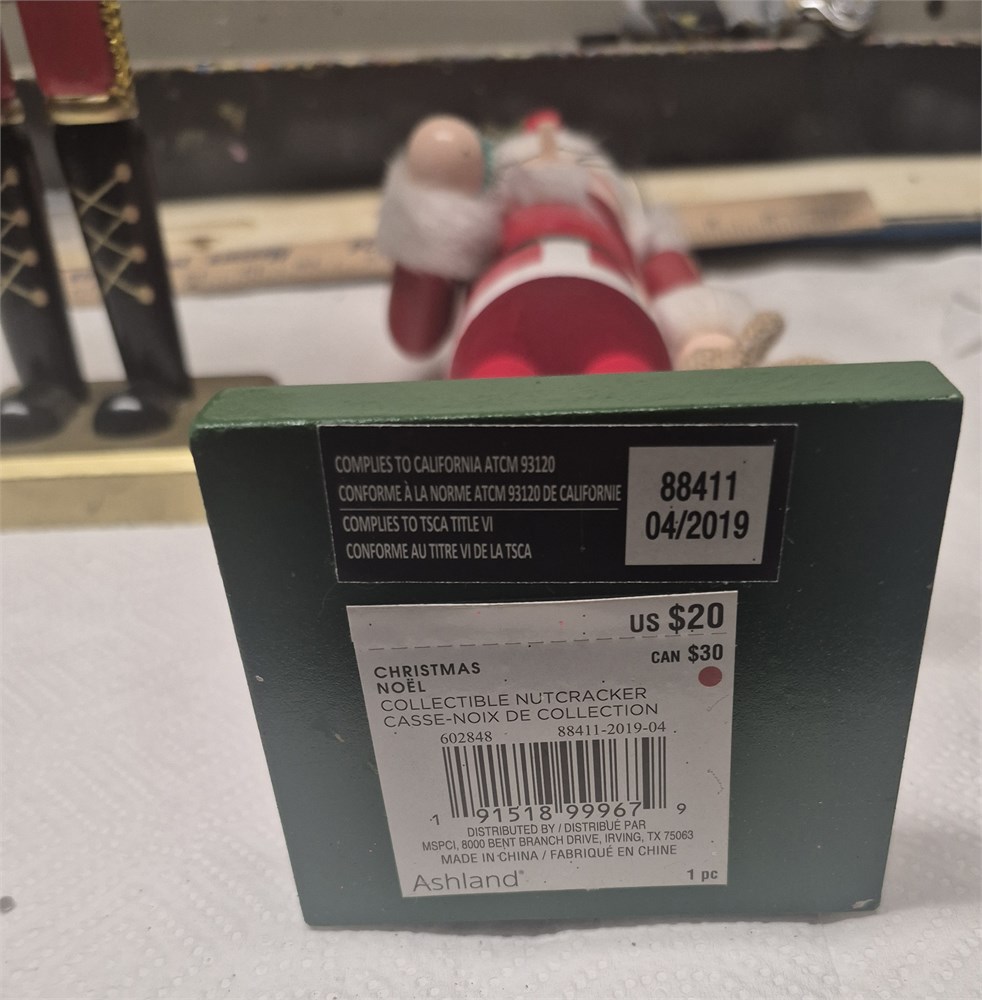 COMPLIES TO CALIFORNIA ATCM 93120
CONFORME À LA NORME ATCM 93120 DE CALIFORNIE
COMPLIES TO TSCA TITLE VI
CONFORME AU TITRE VI DE LA TSCA
88411
04/2019
US $20
CAN $30
CHRISTMAS
NOËL
COLLECTIBLE NUTCRACKER
CASSE-NOIX DE COLLECTION
602848 88411-2019-04
1 91518 99967 9
DISTRIBUTED BY / DISTRIBUÉ PAR
MSPCI, 8000 BENT BRANCH DRIVE, IRVING, TX 75063
MADE IN CHINA / FABRIQUÉ EN CHINE
Ashland® 1 pc